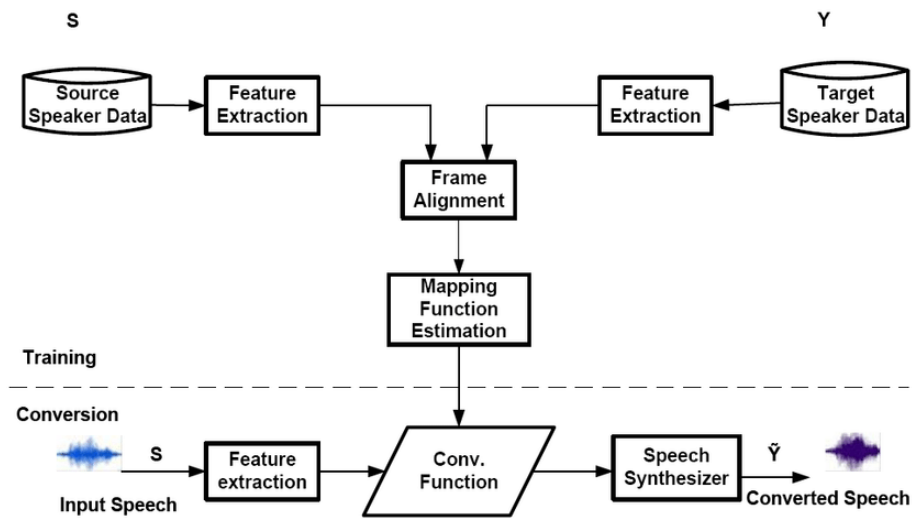 S
Y
Source
Speaker Data
Feature
Extraction
Feature
Extraction
Target
Speaker Data
Frame
Alignment
Mapping
Function
Estimation
Training
Conversion
S
Input Speech
Feature
extraction
Conv.
Function
Speech
Synthesizer
Ỹ
Converted Speech